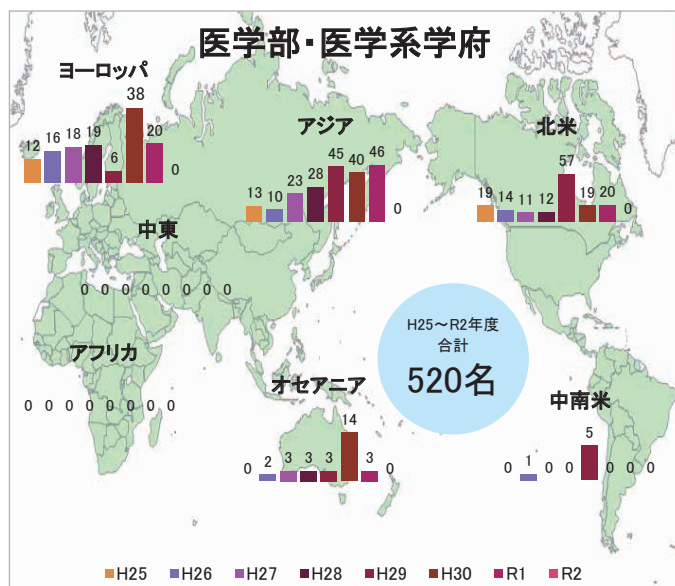 医学部・医学系学府
ヨーロッパ
12 16 18 19 6 38 20 0
アジア
13 10 23 28 45 40 46 0
北米
19 14 11 12 57 19 20 0
中東
0 0 0 0 0 0 0 0
アフリカ
0 0 0 0 0 0 0 0
オセアニア
0 2 3 3 3 14 3 0
H25～R2年度
合計
520名
中南米
0 1 0 0 5 0 0 0
H25 H26 H27 H28 H29 H30 R1 R2